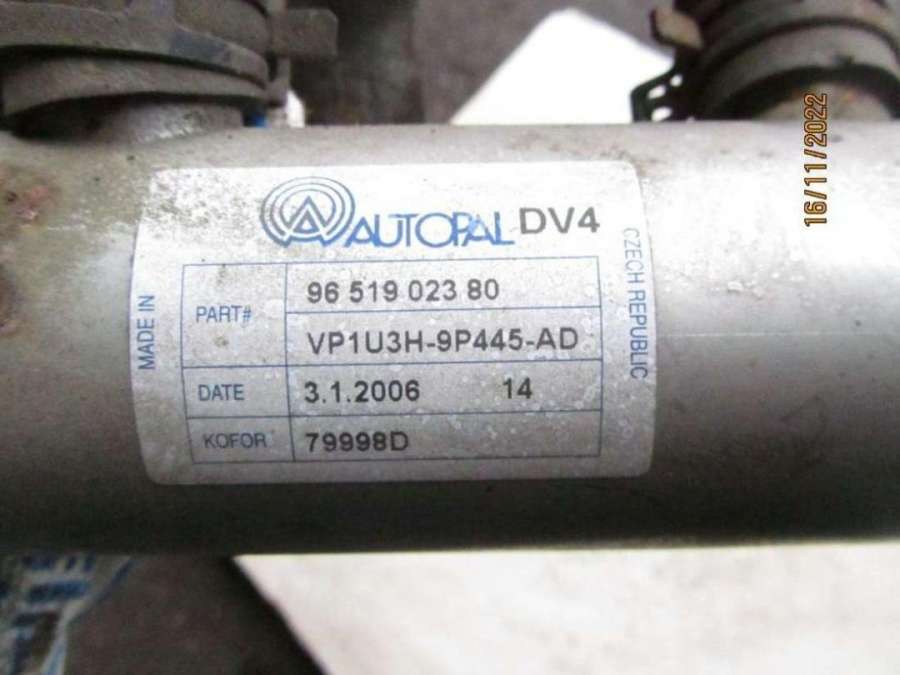 AUTOPAL DV4
MADE IN
PART# 96 519 023 80
VP1U3H-9P445-AD
DATE 3.1.2006 14
KOFOR 79998D
CZECH REPUBLIC
16/11/2022